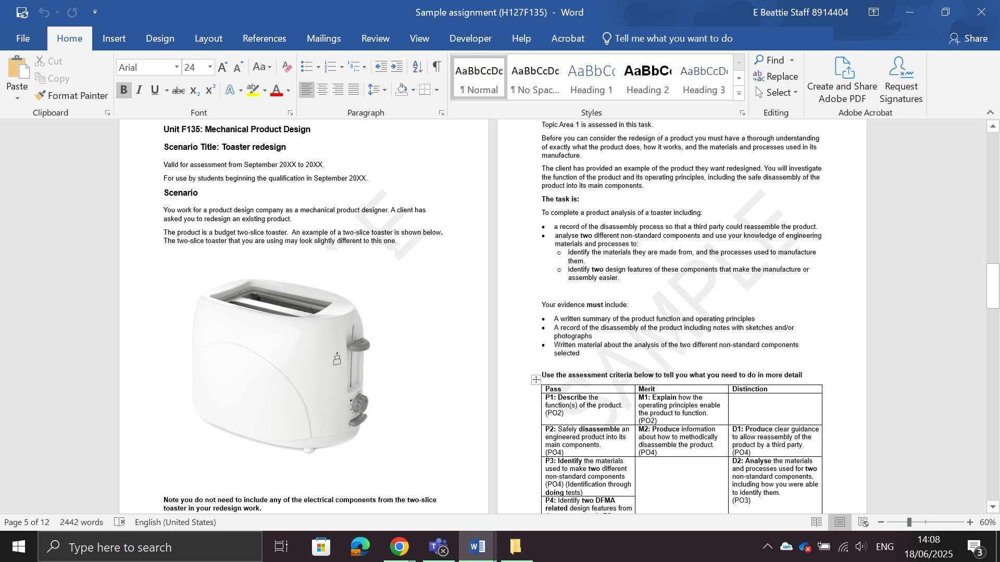 Sample assignment (H127F135) - Word
E Beattie Staff 8914404
File
Home
Insert
Design
Layout
References
Mailings
Review
View
Developer
Help
Acrobat
Tell me what you want to do
Share
Paste
Cut
Copy
Format Painter
Clipboard
Arial
24
Font
Paragraph
AaBbCcDc
¶ Normal
AaBbCcDc
¶ No Spac...
AaBbCc
Heading 1
AaBbCc
Heading 2
AaBbCcD
Heading 3
Styles
Find
Replace
Select
Editing
Create and Share
Adobe PDF
Request
Signatures
Adobe Acrobat
Unit F135: Mechanical Product Design
Scenario Title: Toaster redesign
Valid for assessment from September 20XX to 20XX.
For use by students beginning the qualification in September 20XX.
Scenario
You work for a product design company as a mechanical product designer. A client has
asked you to redesign an existing product.
The product is a budget two-slice toaster. An example of a two-slice toaster is shown below.
The two-slice toaster that you are using may look slightly different to this one.
Note you do not need to include any of the electrical components from the two-slice
toaster in your redesign work.
Topic Area 1 is assessed in this task.
Before you can consider the redesign of a product you must have a thorough understanding
of exactly what the product does, how it works, and the materials and processes used in its
manufacture.
The client has provided an example of the product they want redesigned. You will investigate
the function of the product and its operating principles, including the safe disassembly of the
product into its main components.
The task is:
To complete a product analysis of a toaster including:
• a record of the disassembly process so that a third party could reassemble the product.
• analyse two different non-standard components and use your knowledge of engineering
materials and processes to:
o identify the materials they are made from, and the processes used to manufacture
them.
o identify two design features of these components that make the manufacture or
assembly easier.
Your evidence must include:
• A written summary of the product function and operating principles
• A record of the disassembly of the product including notes with sketches and/or
photographs
• Written material about the analysis of the two different non-standard components
selected
SAMPLE
Use the assessment criteria below to tell you what you need to do in more detail
Pass
Merit
Distinction
P1: Describe the
function(s) of the product.
(PO2)
M1: Explain how the
operating principles enable
the product to function.
(PO2)
P2: Safely disassemble an
engineered product into its
main components.
(PO4)
M2: Produce information
about how to methodically
disassemble the product.
(PO4)
D1: Produce clear guidance
to allow reassembly of the
product by a third party.
(PO4)
P3: Identify the materials
used to make two different
non-standard components
(PO4) (Identification through
doing tests)
D2: Analyse the materials
and processes used for two
non-standard components,
including how you were able
to identify them.
(PO3)
P4: Identify two DFMA
related design features from
Page 5 of 12
2442 words
English (United States)
60%
Type here to search
ENG
14:08
18/06/2025
3